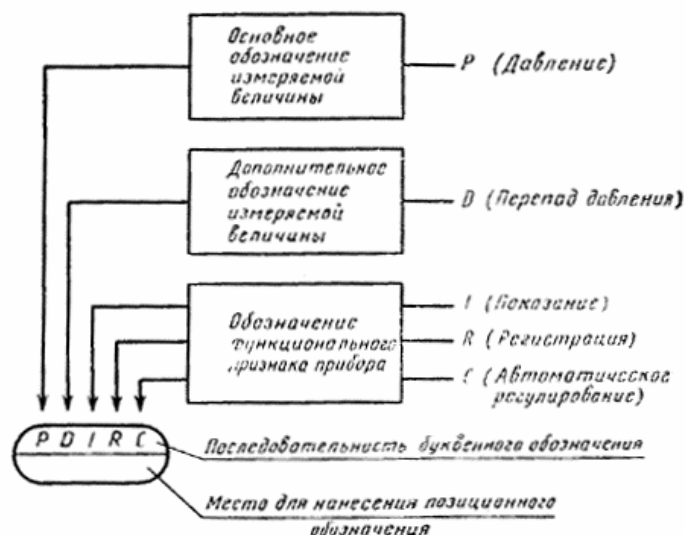 Основное
обозначение
измеряемой
величины
P (Давление)
Дополнительное
обозначение
измеряемой
величины
D (Перепад давления)
Обозначение
функционального
признака прибора
I (Показание)
R (Регистрация)
C (Автоматическое
регулирование)
P D I R C
Последовательность буквенного обозначения
Место для нанесения позиционного
обозначения